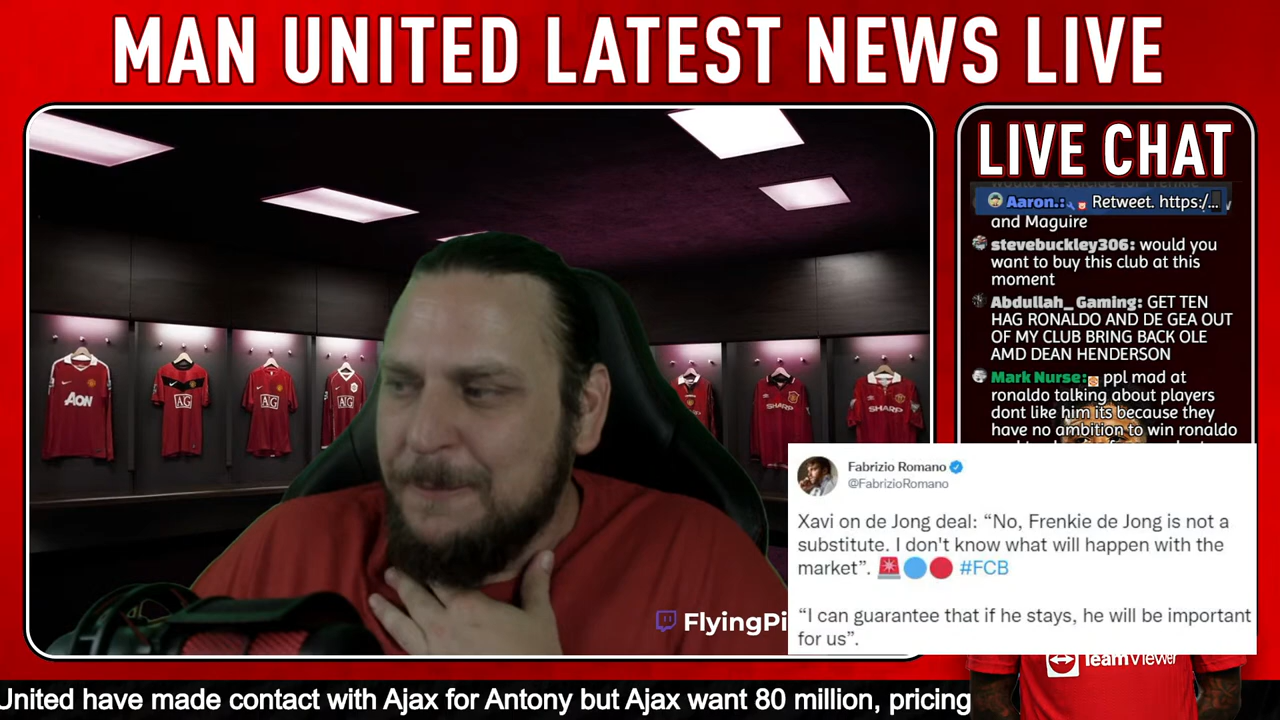 MAN UNITED LATEST NEWS LIVE
LIVE CHAT
Aaron.: Retweet. https:/...
and Maguire
stevebuckley306: would you
want to buy this club at this
moment
Abdullah_Gaming: GET TEN
HAG RONALDO AND DE GEA OUT
OF MY CLUB BRING BACK OLE
AMD DEAN HENDERSON
Mark Nurse: ppl mad at
ronaldo talking about players
dont like him its because they
have no ambition to win ronaldo
AON
AG
AG
AG
SHARP
SHARP
Fabrizio Romano
@FabrizioRomano
Xavi on de Jong deal: “No, Frenkie de Jong is not a
substitute. I don't know what will happen with the
market”. 🚨🔵🔴 #FCB
“I can guarantee that if he stays, he will be important
for us”.
FlyingPi
TeamViewer
United have made contact with Ajax for Antony but Ajax want 80 million, pricing